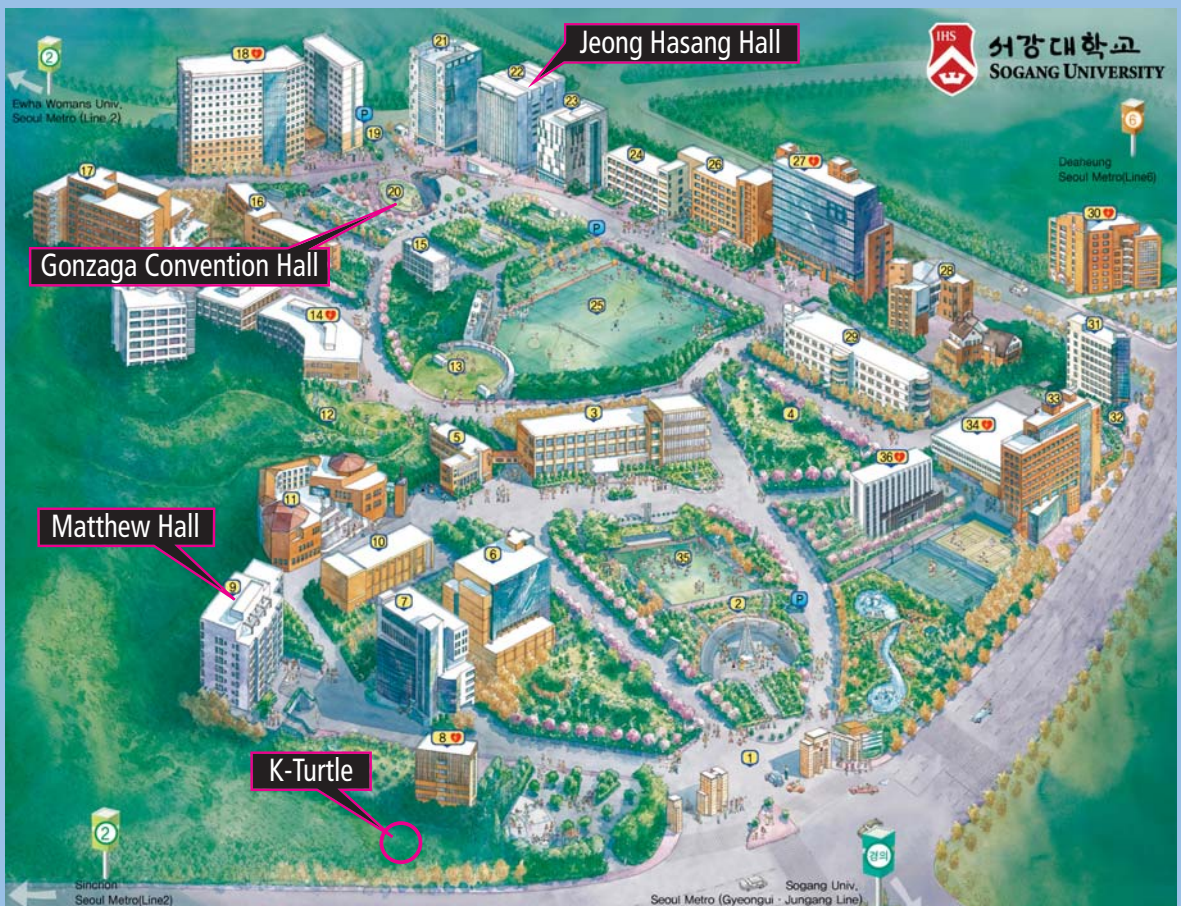 Jeong Hasang Hall
IHS
서강대학교
SOGANG UNIVERSITY
2
Ewha Womans Univ.
Seoul Metro (Line 2)
6
Deaheung
Seoul Metro(Line6)
18
21
22
23
P
19
24
26
27
17
16
20
30
Gonzaga Convention Hall
15
P
28
25
14
31
29
13
12
3
4
33
32
5
34
36
11
Matthew Hall
10
6
35
9
7
2
P
8
1
K-Turtle
2
Sincnon
Seoul Metro(Line2)
경의
Sogang Univ.
Seoul Metro (Gyeongui · Jungang Line)